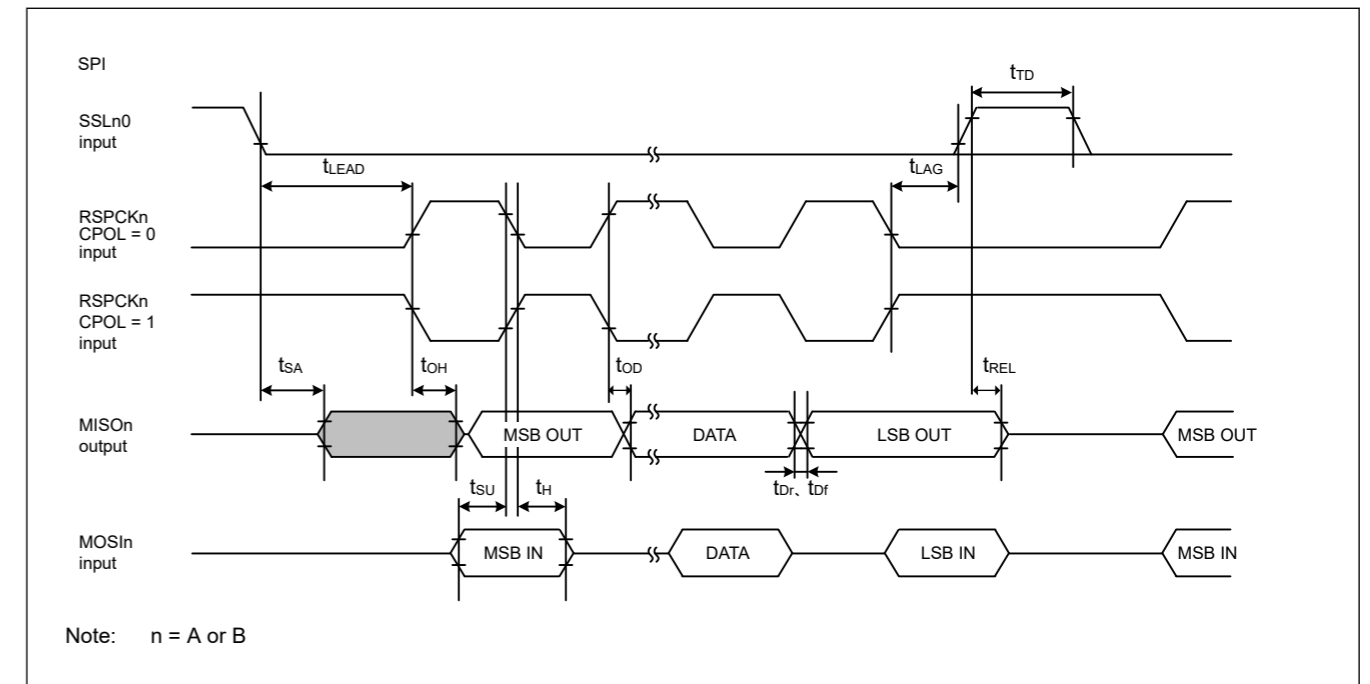 SPI
tTD
SSLn0
input
tLEAD
tLAG
RSPCKn
CPOL = 0
input
RSPCKn
CPOL = 1
input
tSA
tOH
tOD
tREL
MISOn
output
MSB OUT
DATA
LSB OUT
MSB OUT
tSU
tH
tDr、tDf
MOSIn
input
MSB IN
DATA
LSB IN
MSB IN
Note: n = A or B